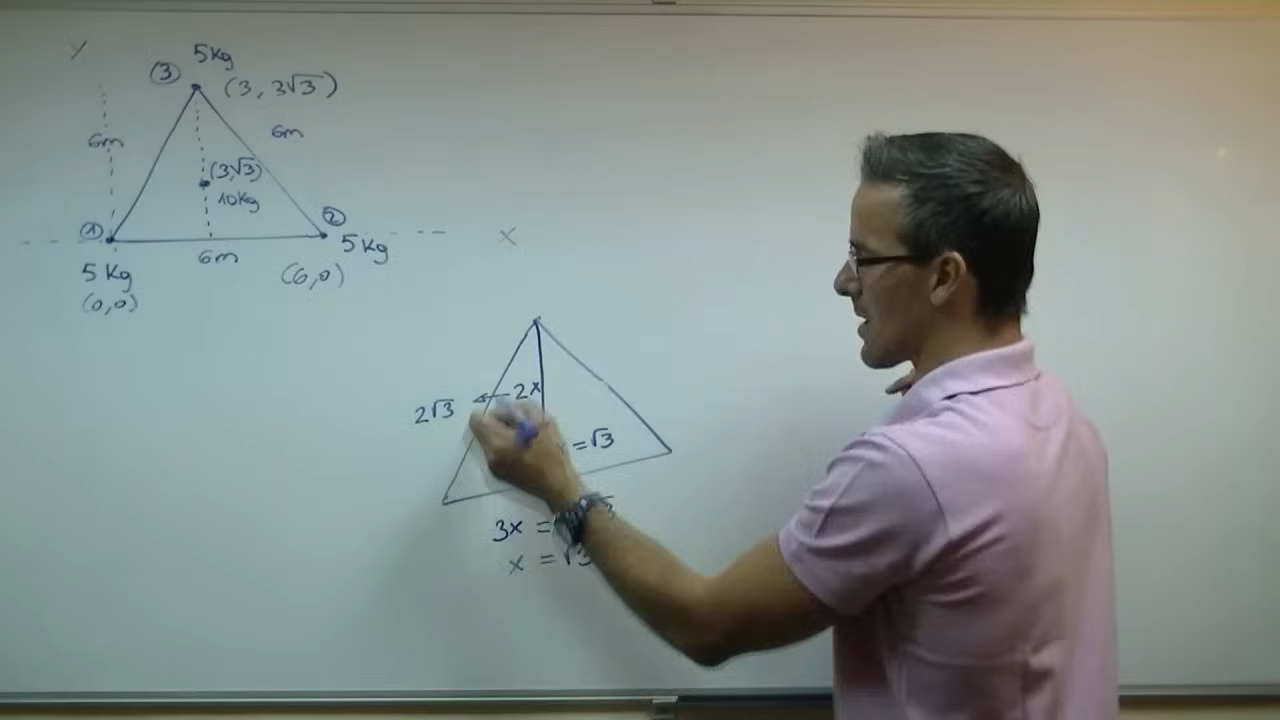 Y
5Kg
③ (3, 3√3)
6m 6m
(3,√3)
10Kg
① ②
5Kg
X
6m
5Kg
(0,0)
(6,0)
2x
2√3
=√3
3x =
x = √3